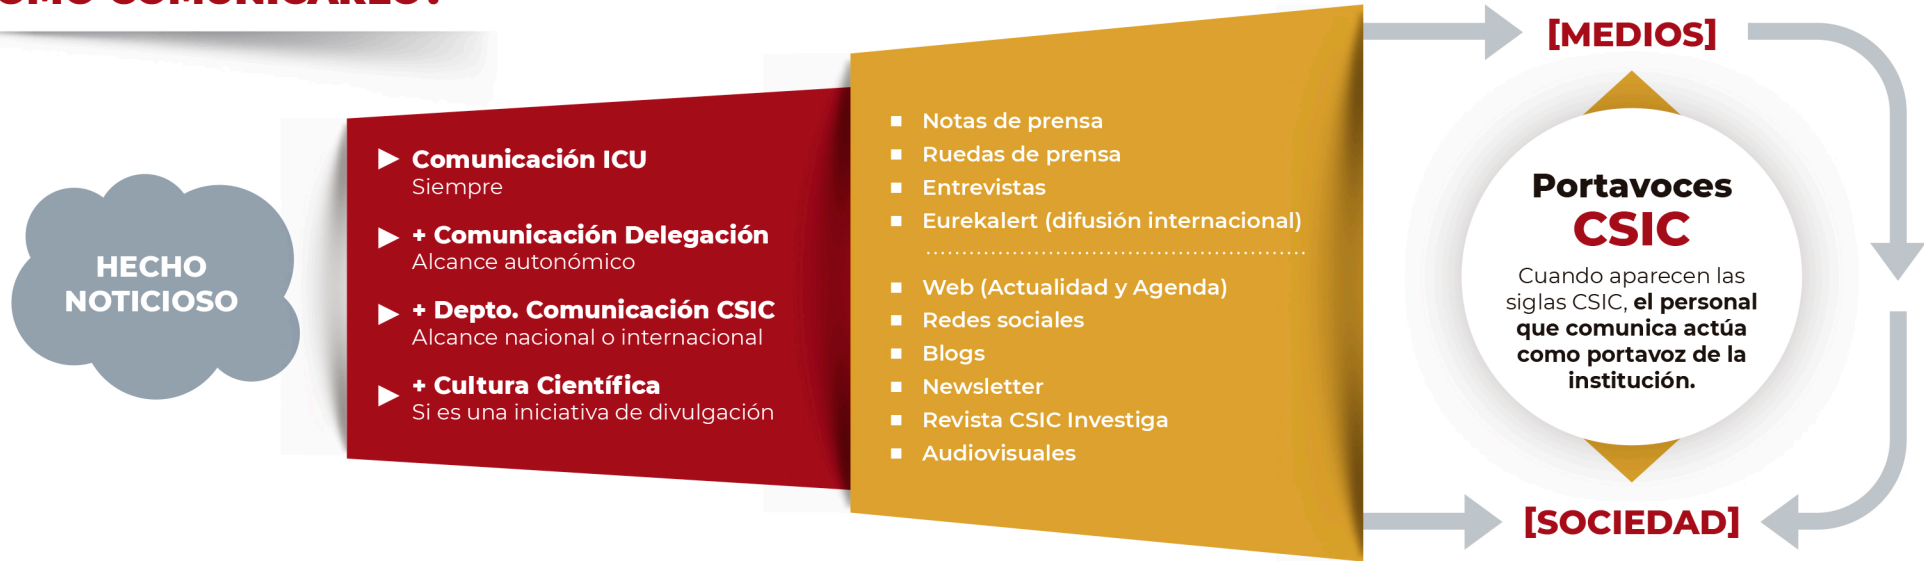 COMUNICARLO?
HECHO
NOTICIOSO
Comunicación ICU
Siempre
+ Comunicación Delegación
Alcance autonómico
+ Depto. Comunicación CSIC
Alcance nacional o internacional
+ Cultura Científica
Si es una iniciativa de divulgación
Notas de prensa
Ruedas de prensa
Entrevistas
Eurekalert (difusión internacional)
Web (Actualidad y Agenda)
Redes sociales
Blogs
Newsletter
Revista CSIC Investiga
Audiovisuales
[MEDIOS]
Portavoces
CSIC
Cuando aparecen las
siglas CSIC, el personal
que comunica actúa
como portavoz de la
institución.
[SOCIEDAD]